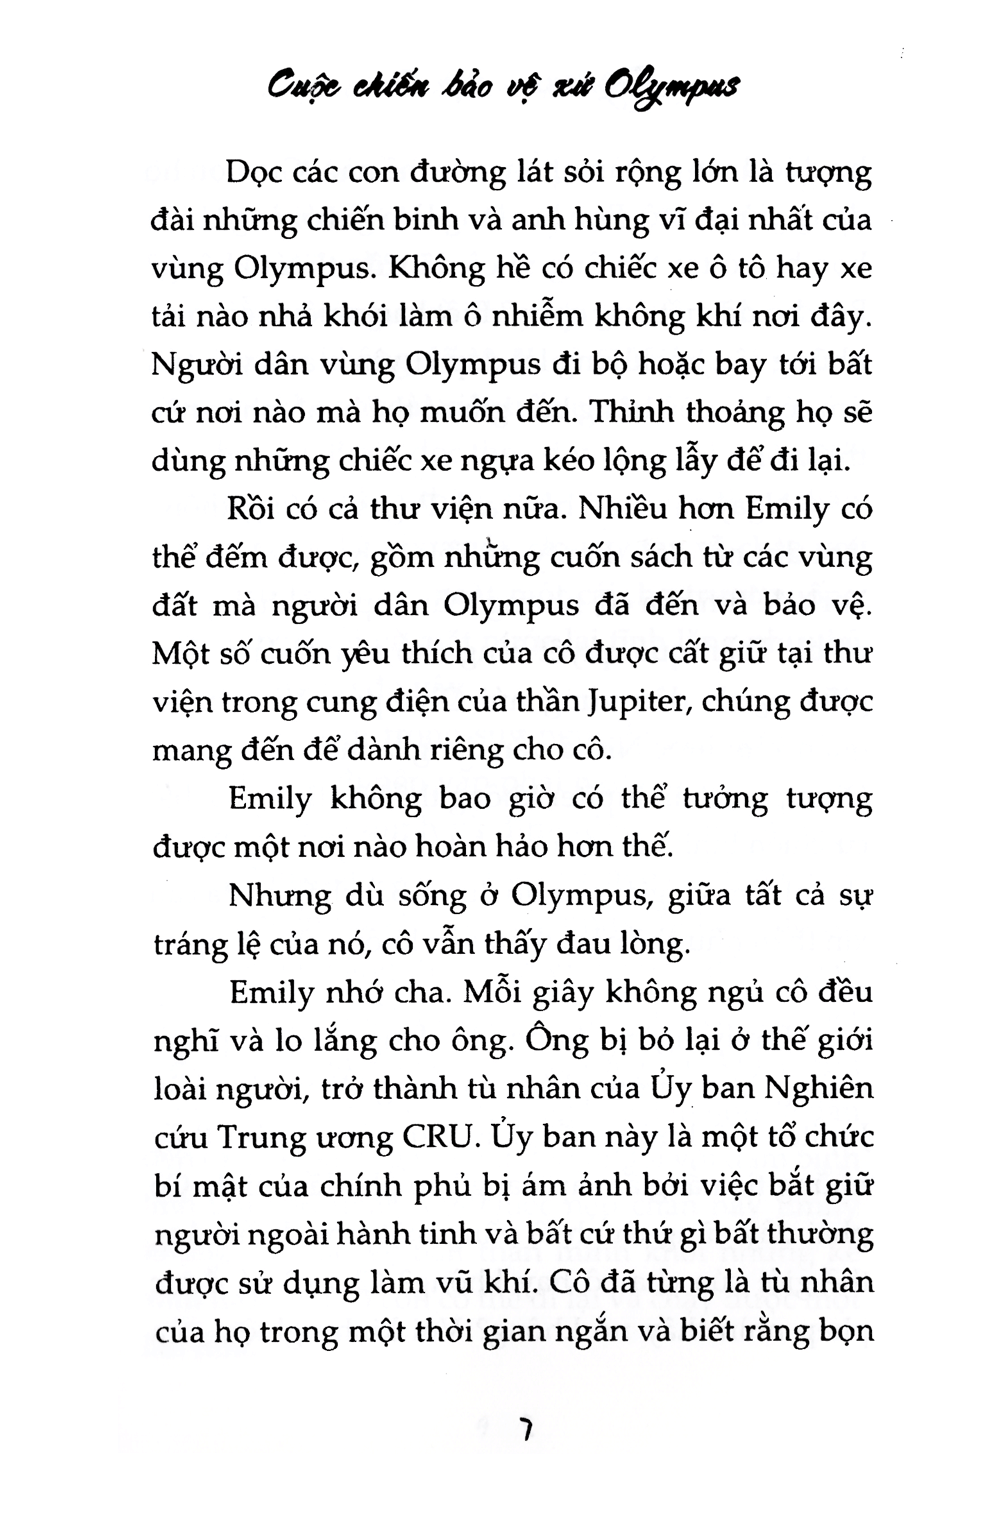 Cuộc chiến bảo vệ xứ Olympus
Dọc các con đường lát sỏi rộng lớn là tượng
đài những chiến binh và anh hùng vĩ đại nhất của
vùng Olympus. Không hề có chiếc xe ô tô hay xe
tải nào nhả khói làm ô nhiễm không khí nơi đây.
Người dân vùng Olympus đi bộ hoặc bay tới bất
cứ nơi nào mà họ muốn đến. Thỉnh thoảng họ sẽ
dùng những chiếc xe ngựa kéo lộng lẫy để đi lại.
Rồi có cả thư viện nữa. Nhiều hơn Emily có
thể đếm được, gồm những cuốn sách từ các vùng
đất mà người dân Olympus đã đến và bảo vệ.
Một số cuốn yêu thích của cô được cất giữ tại thư
viện trong cung điện của thần Jupiter, chúng được
mang đến để dành riêng cho cô.
Emily không bao giờ có thể tưởng tượng
được một nơi nào hoàn hảo hơn thế.
Nhưng dù sống ở Olympus, giữa tất cả sự
tráng lệ của nó, cô vẫn thấy đau lòng.
Emily nhớ cha. Mỗi giây không ngủ cô đều
nghĩ và lo lắng cho ông. Ông bị bỏ lại ở thế giới
loài người, trở thành tù nhân của Ủy ban Nghiên
cứu Trung ương CRU. Ủy ban này là một tổ chức
bí mật của chính phủ bị ám ảnh bởi việc bắt giữ
người ngoài hành tinh và bất cứ thứ gì bất thường
được sử dụng làm vũ khí. Cô đã từng là tù nhân
của họ trong một thời gian ngắn và biết rằng bọn
7